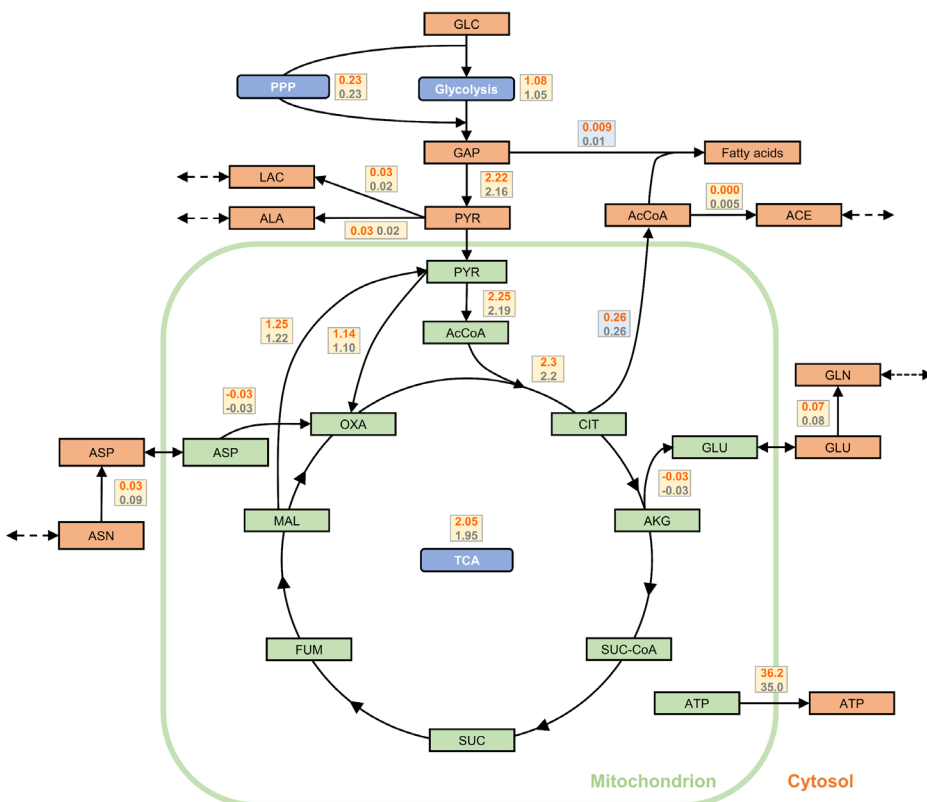 GLC
PPP
0.23
0.23
Glycolysis
1.08
1.05
GAP
0.009
0.01
Fatty acids
LAC
0.03
0.02
2.22
2.16
0.000
0.005
ALA
0.03 0.02
PYR
AcCoA
ACE
PYR
2.25
2.19
1.25
1.22
1.14
1.10
AcCoA
0.26
0.26
2.3
2.2
GLN
-0.03
-0.03
OXA
CIT
0.07
0.08
ASP
ASP
GLU
GLU
0.03
0.09
-0.03
-0.03
ASN
MAL
2.05
1.95
AKG
TCA
FUM
SUC-CoA
36.2
35.0
ATP
ATP
SUC
Mitochondrion
Cytosol